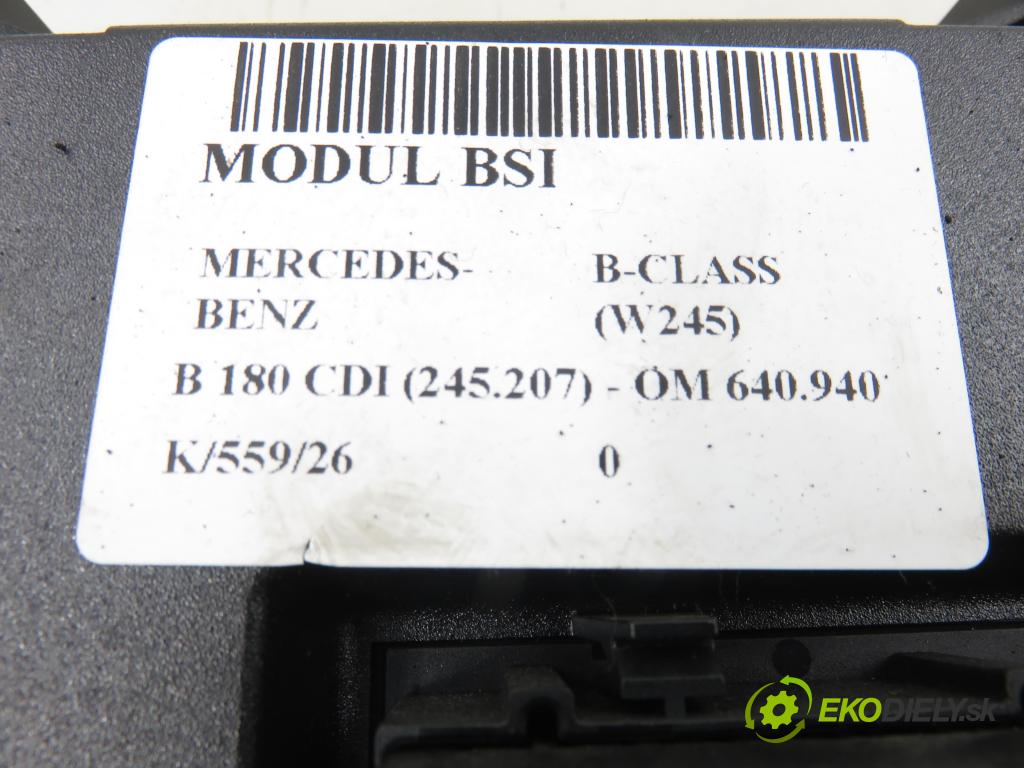 MODUL BSI
MERCEDES-
BENZ
B-CLASS
(W245)
B 180 CDI (245.207) - OM 640.940
K/559/26 0
EKODIELY.sk